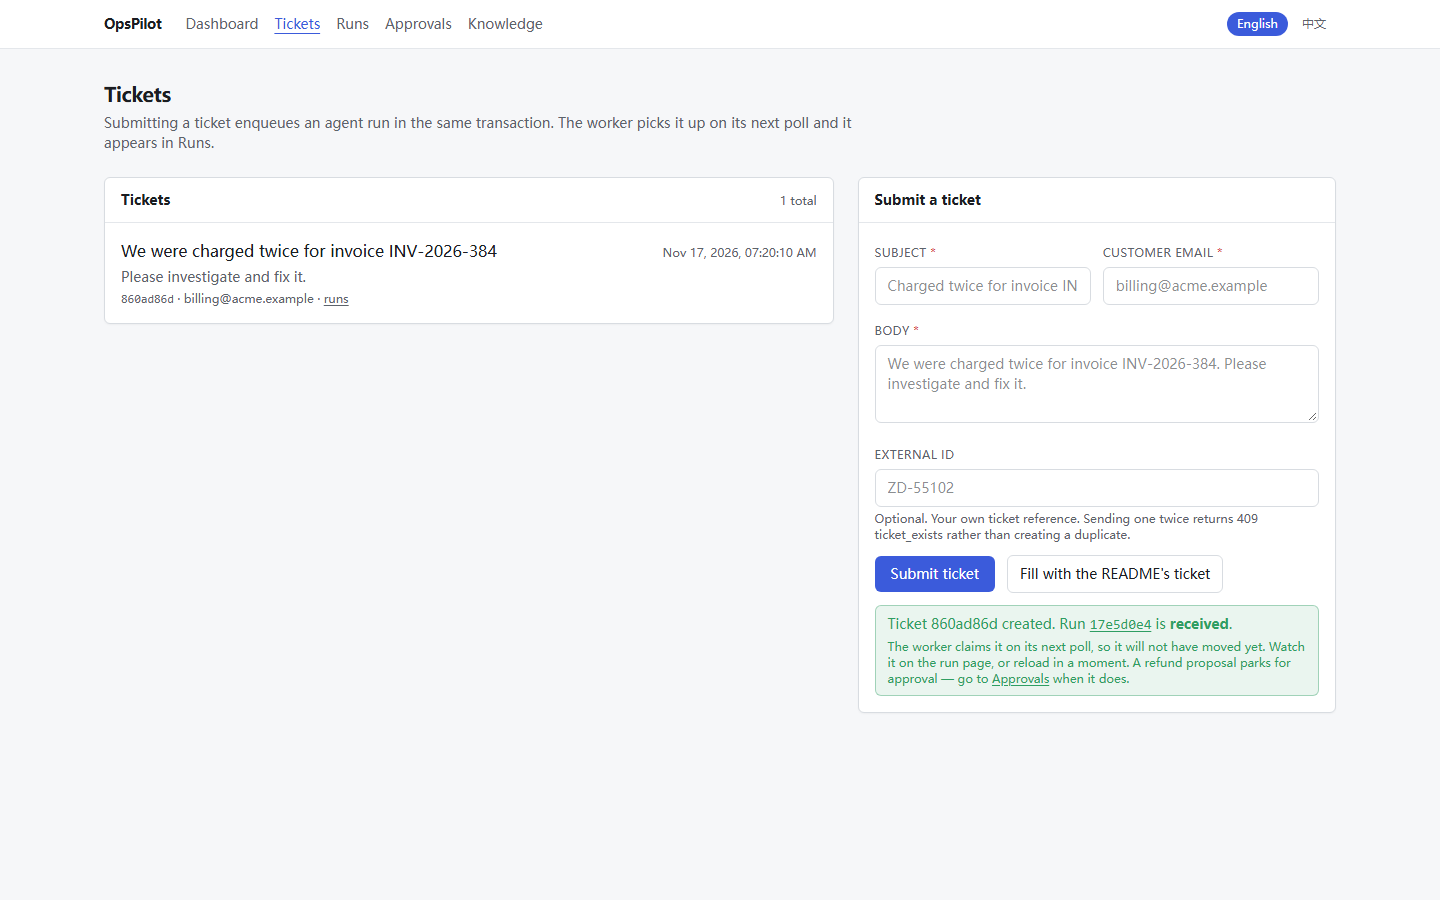 OpsPilot Dashboard Tickets Runs Approvals Knowledge English 中文
Tickets
Submitting a ticket enqueues an agent run in the same transaction. The worker picks it up on its next poll and it
appears in Runs.
Tickets 1 total
We were charged twice for invoice INV-2026-384 Nov 17, 2026, 07:20:10 AM
Please investigate and fix it.
860ad86d · billing@acme.example · runs
Submit a ticket
SUBJECT * CUSTOMER EMAIL *
Charged twice for invoice IN billing@acme.example
BODY *
We were charged twice for invoice INV-2026-384. Please
investigate and fix it.
EXTERNAL ID
ZD-55102
Optional. Your own ticket reference. Sending one twice returns 409
ticket_exists rather than creating a duplicate.
Submit ticket Fill with the README's ticket
Ticket 860ad86d created. Run 17e5d0e4 is received.
The worker claims it on its next poll, so it will not have moved yet. Watch
it on the run page, or reload in a moment. A refund proposal parks for
approval — go to Approvals when it does.